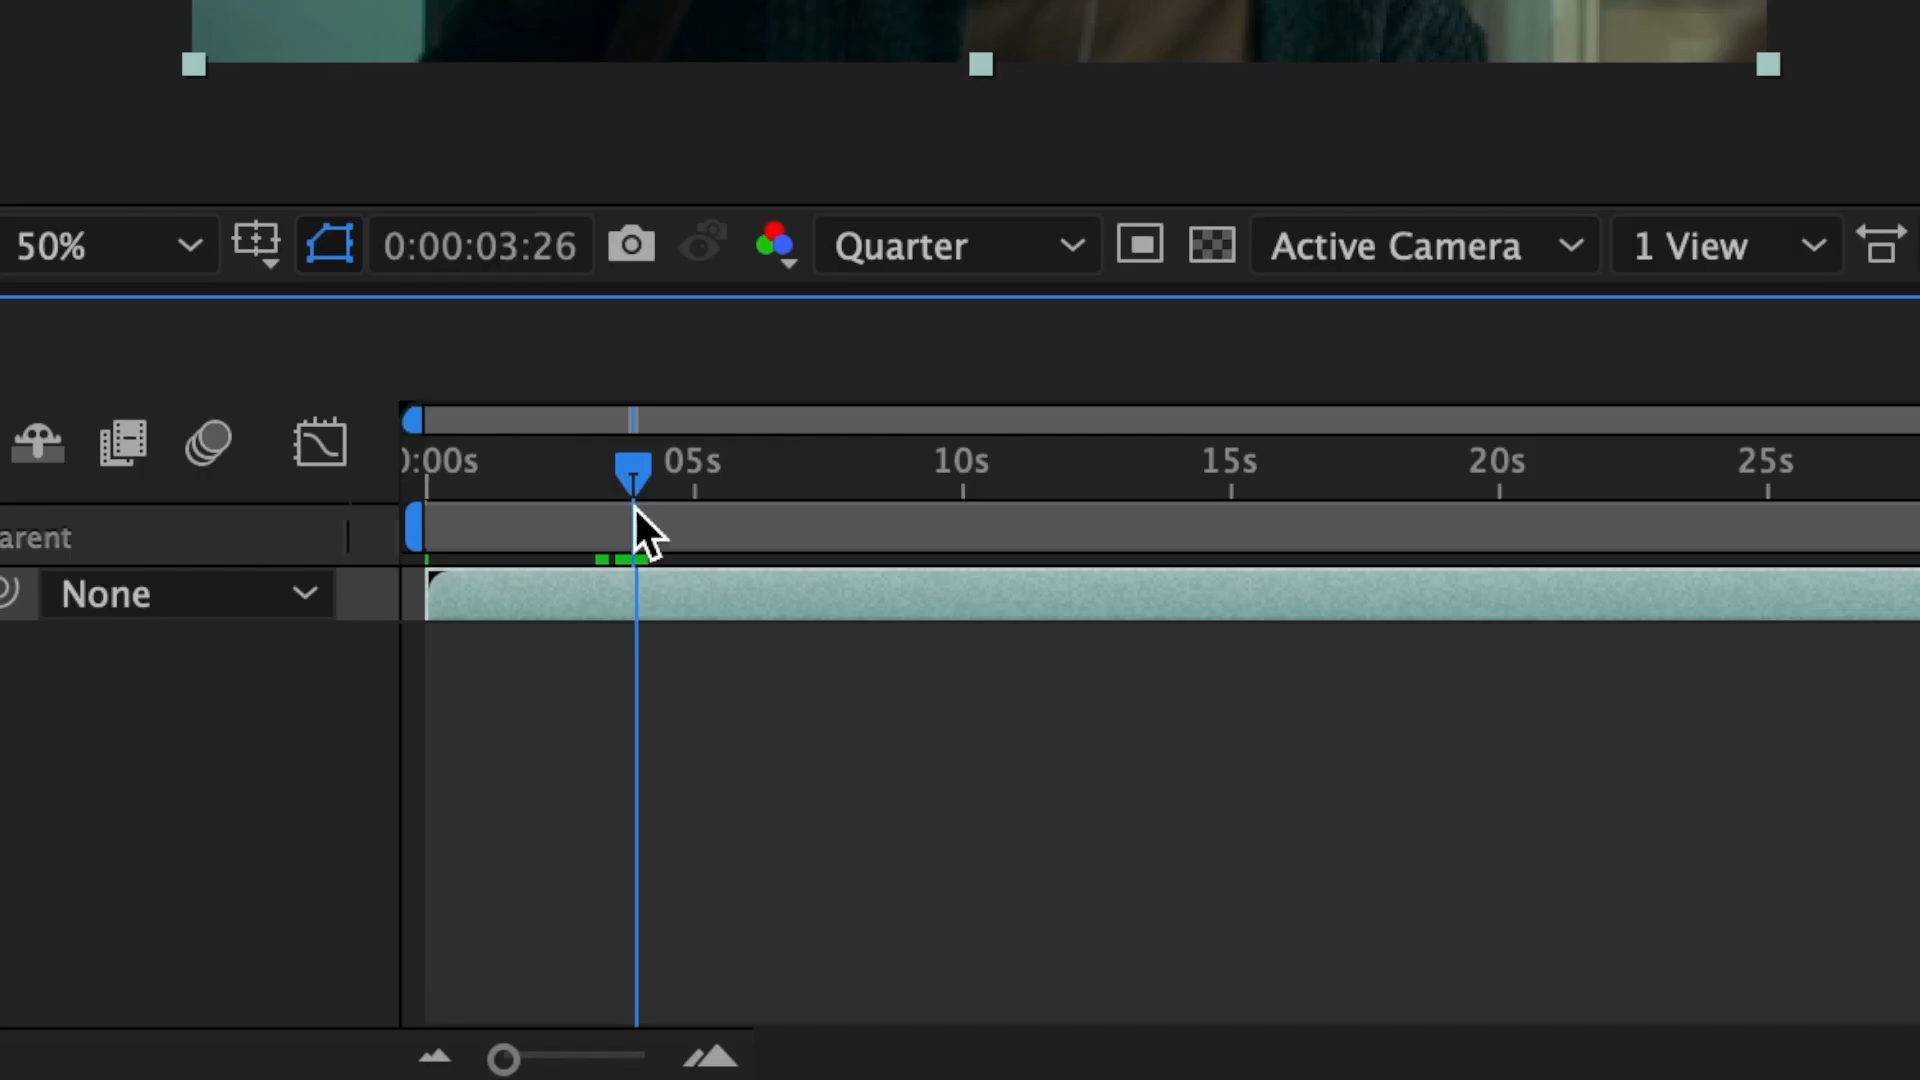 50%
0:00:03:26
Quarter
Active Camera
1 View
:00s
05s
10s
15s
20s
25s
arent
None